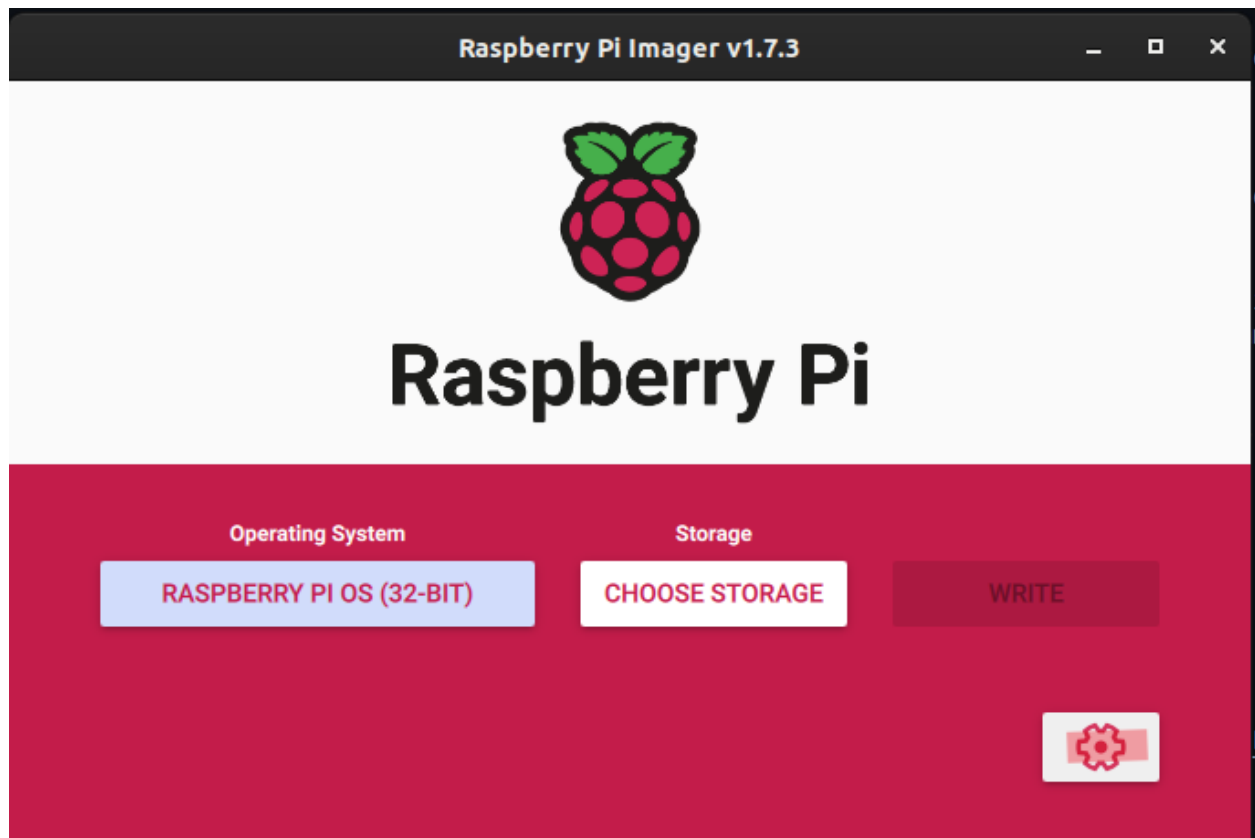 Raspberry Pi Imager v1.7.3
Raspberry Pi
Operating System
Storage
RASPBERRY PI OS (32-BIT)
CHOOSE STORAGE
WRITE